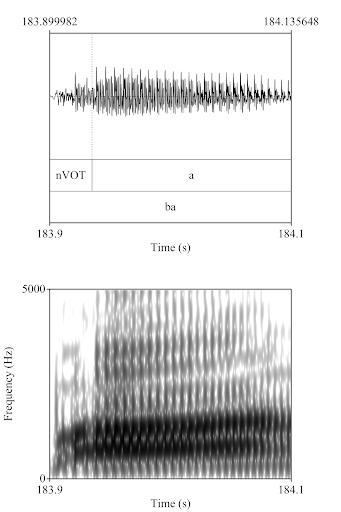 183.899982 184.135648
nVOT a
ba
183.9 184.1
Time (s)
5000
Frequency (Hz)
0
183.9 184.1
Time (s)